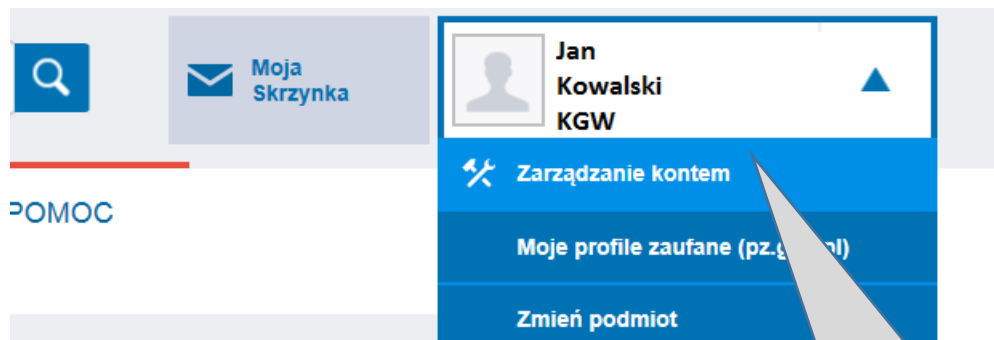 Moja
Skrzynka
Jan
Kowalski
KGW
Zarządzanie kontem
POMOC
Moje profile zaufane
Zmień podmiot